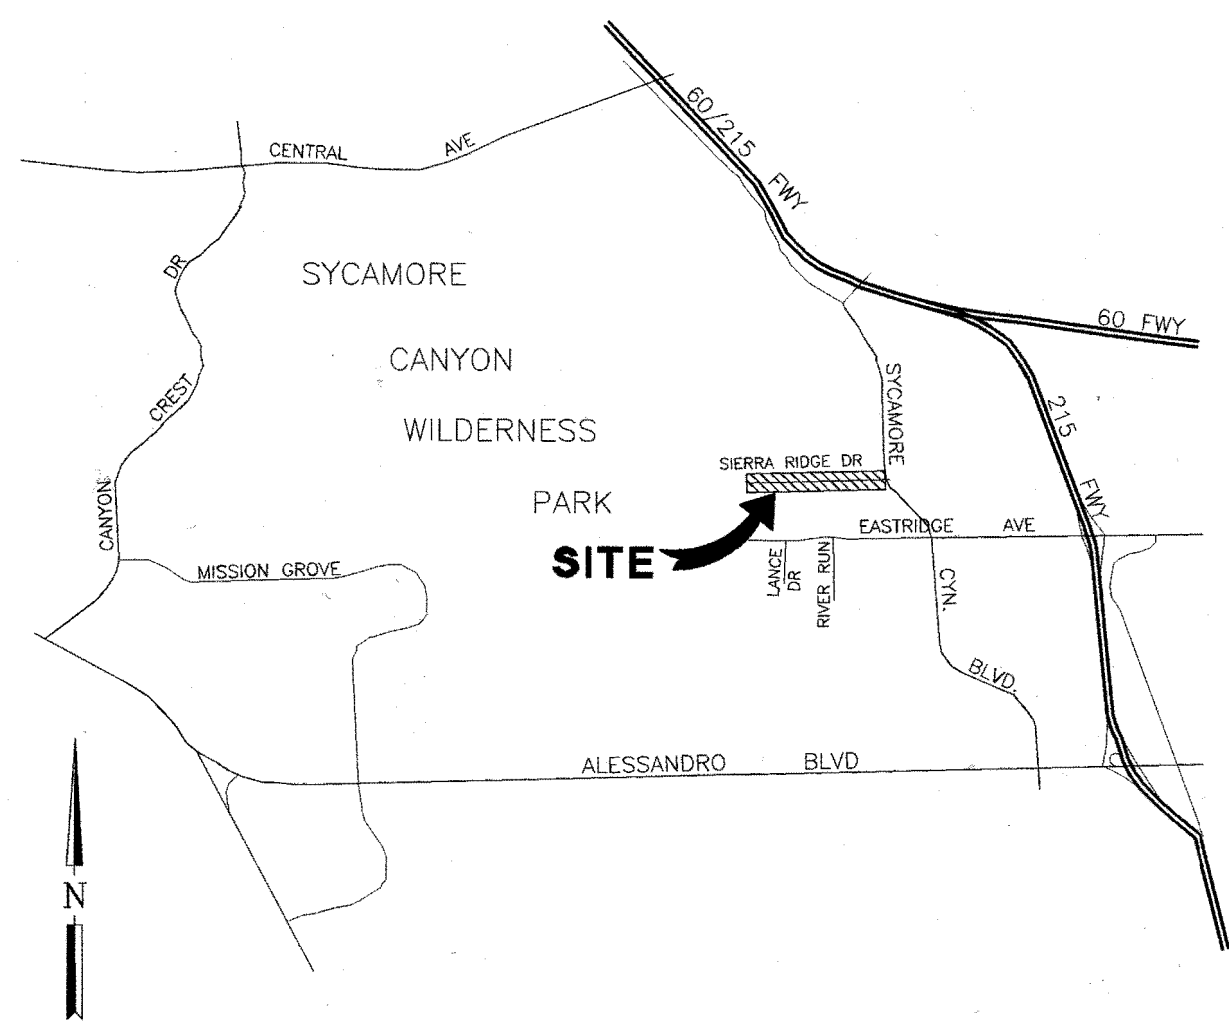 60/215 FWY
CENTRAL AVE
SYCAMORE
CANYON
WILDERNESS
PARK
60 FWY
215 FWY
CANYON CREST DR
SYCAMORE CYN. BLVD.
SIERRA RIDGE DR
EASTRIDGE AVE
SITE
LANCE DR
RIVER RUN
MISSION GROVE
ALESSANDRO BLVD
N